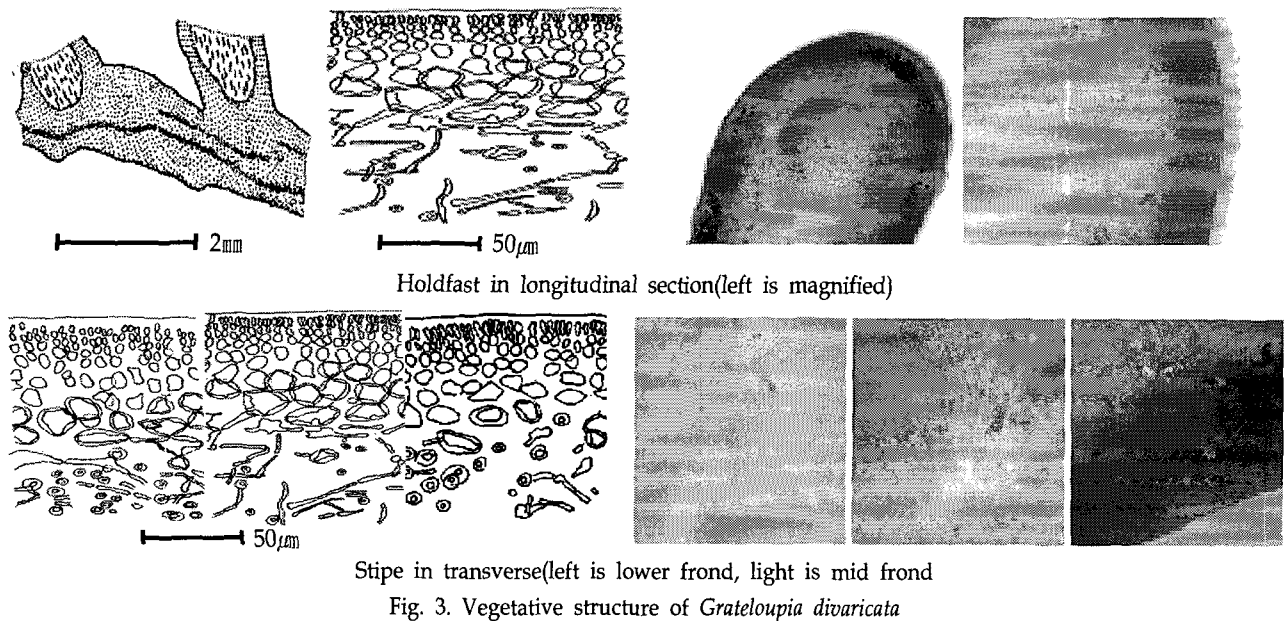 2㎜
50㎛
Holdfast in longitudinal section(left is magnified)
50㎛
Stipe in transverse(left is lower frond, light is mid frond
Fig. 3. Vegetative structure of Grateloupia divaricata